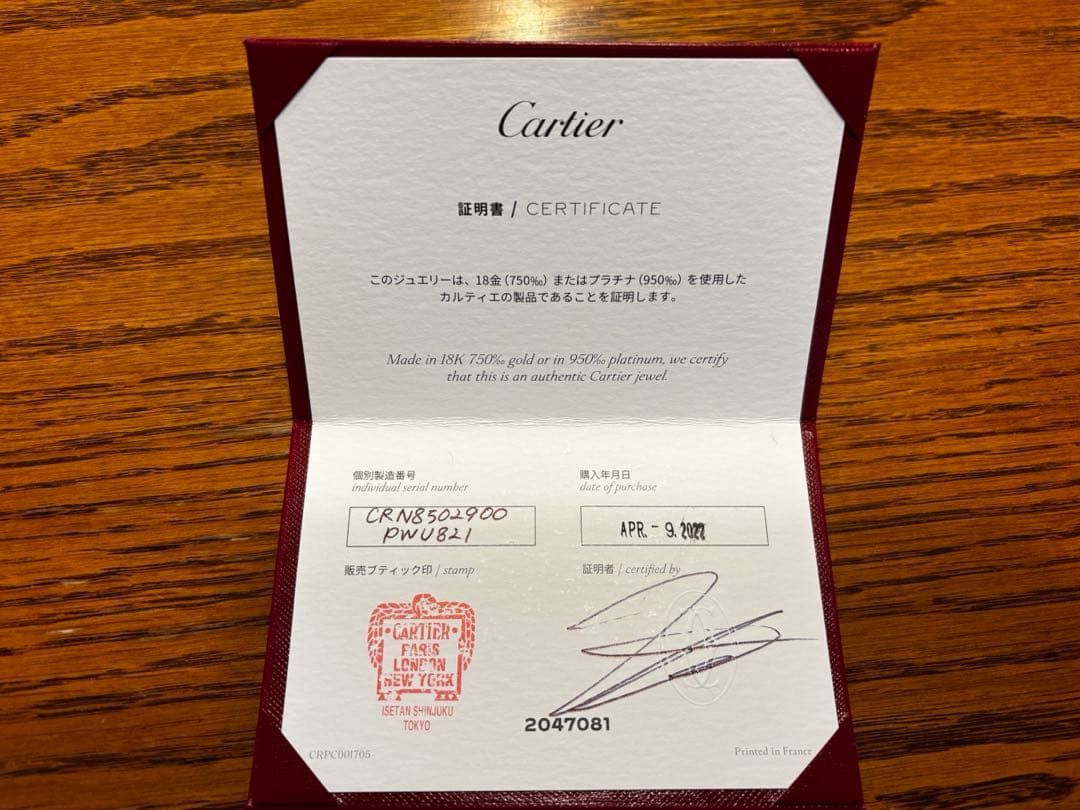 Cartier
証明書 / CERTIFICATE
このジュエリーは、18金（750‰）またはプラチナ（950‰）を使用した
カルティエの製品であることを証明します。
Made in 18K 750‰ gold or in 950‰ platinum, we certify
that this is an authentic Cartier jewel.
個別製造番号
individual serial number
CRN8502900
PWU821
購入年月日
date of purchase
APR. - 9. 2022
販売ブティック印 / stamp
証明者 / certified by
CARTIER
PARIS
LONDON
NEW YORK
ISETAN SHINJUKU
TOKYO
2047081
CRPC001705
Printed in France